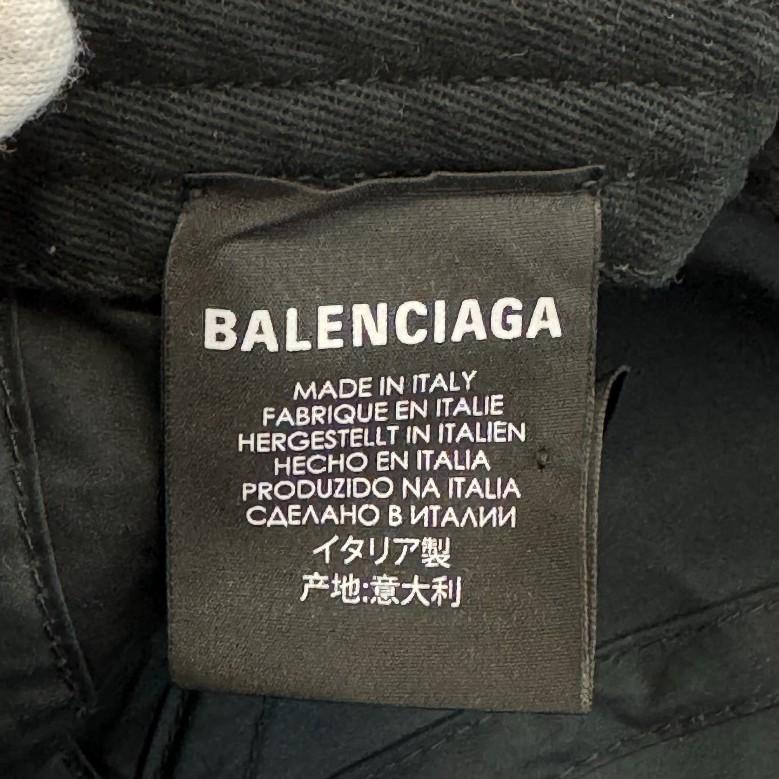 BALENCIAGA
MADE IN ITALY
FABRIQUE EN ITALIE
HERGESTELLT IN ITALIEN
HECHO EN ITALIA
PRODUZIDO NA ITALIA
СДЕЛАНО В ИТАЛИИ
イタリア製
产地:意大利